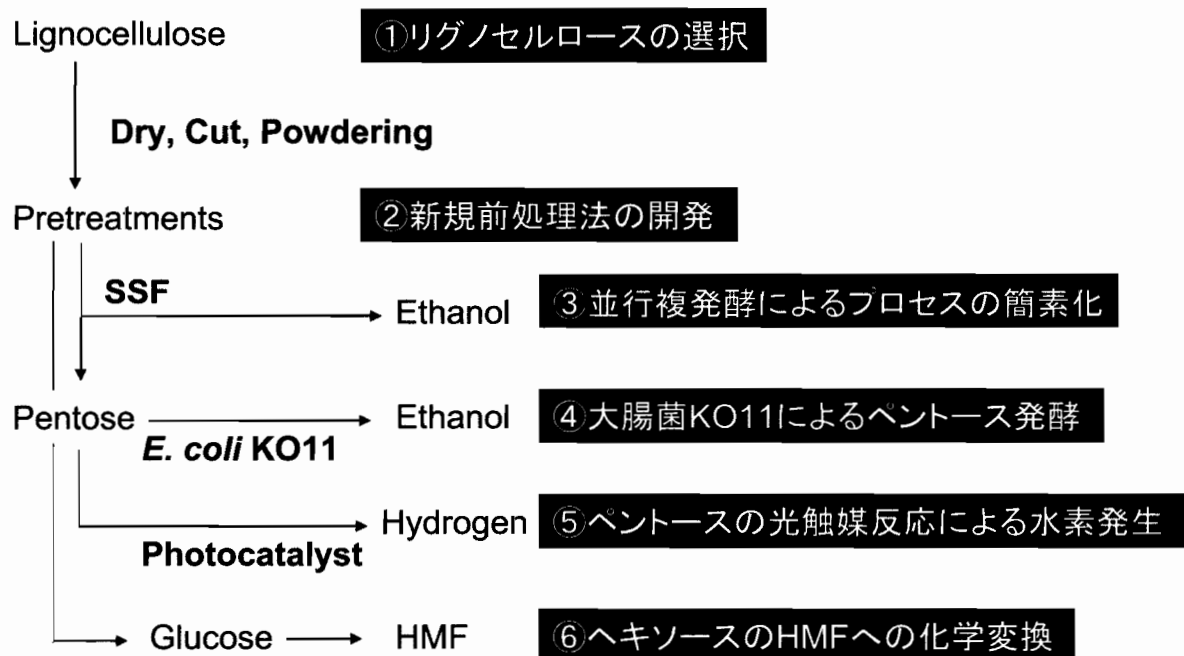 Lignocellulose ①リグノセルロースの選択
Dry, Cut, Powdering
Pretreatments ②新規前処理法の開発
SSF
Ethanol ③並行複発酵によるプロセスの簡素化
Pentose Ethanol ④大腸菌KO11によるペントース発酵
E. coli KO11
Hydrogen ⑤ペントースの光触媒反応による水素発生
Photocatalyst
Glucose HMF ⑥ヘキソースのHMFへの化学変換